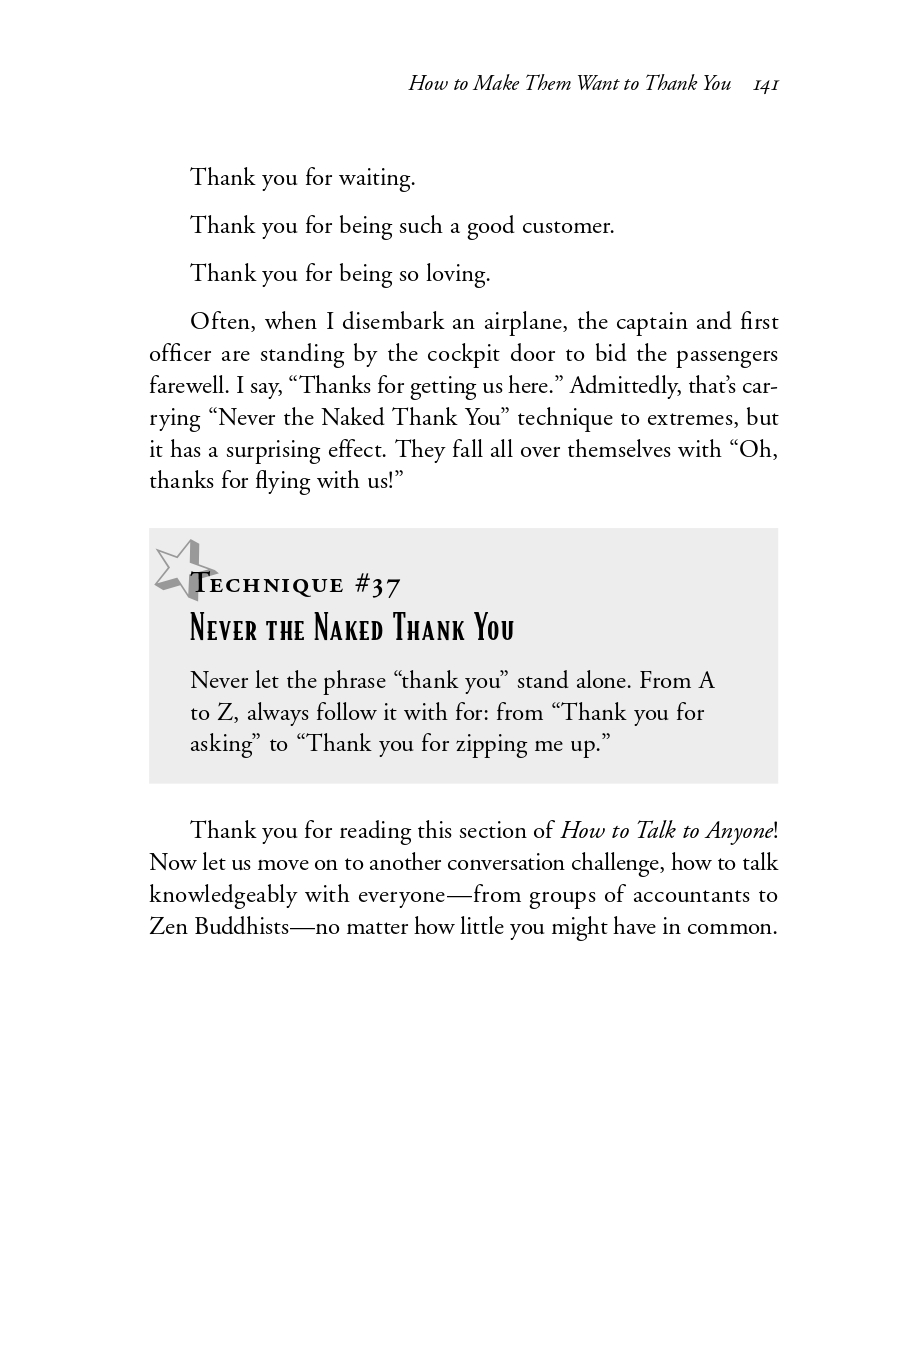 How to Make Them Want to Thank You 141
Thank you for waiting.
Thank you for being such a good customer.
Thank you for being so loving.
Often, when I disembark an airplane, the captain and first
officer are standing by the cockpit door to bid the passengers
farewell. I say, “Thanks for getting us here.” Admittedly, that’s car-
rying “Never the Naked Thank You” technique to extremes, but
it has a surprising effect. They fall all over themselves with “Oh,
thanks for flying with us!”
Technique #37
Never the Naked Thank You
Never let the phrase “thank you” stand alone. From A
to Z, always follow it with for: from “Thank you for
asking” to “Thank you for zipping me up.”
Thank you for reading this section of How to Talk to Anyone!
Now let us move on to another conversation challenge, how to talk
knowledgeably with everyone—from groups of accountants to
Zen Buddhists—no matter how little you might have in common.